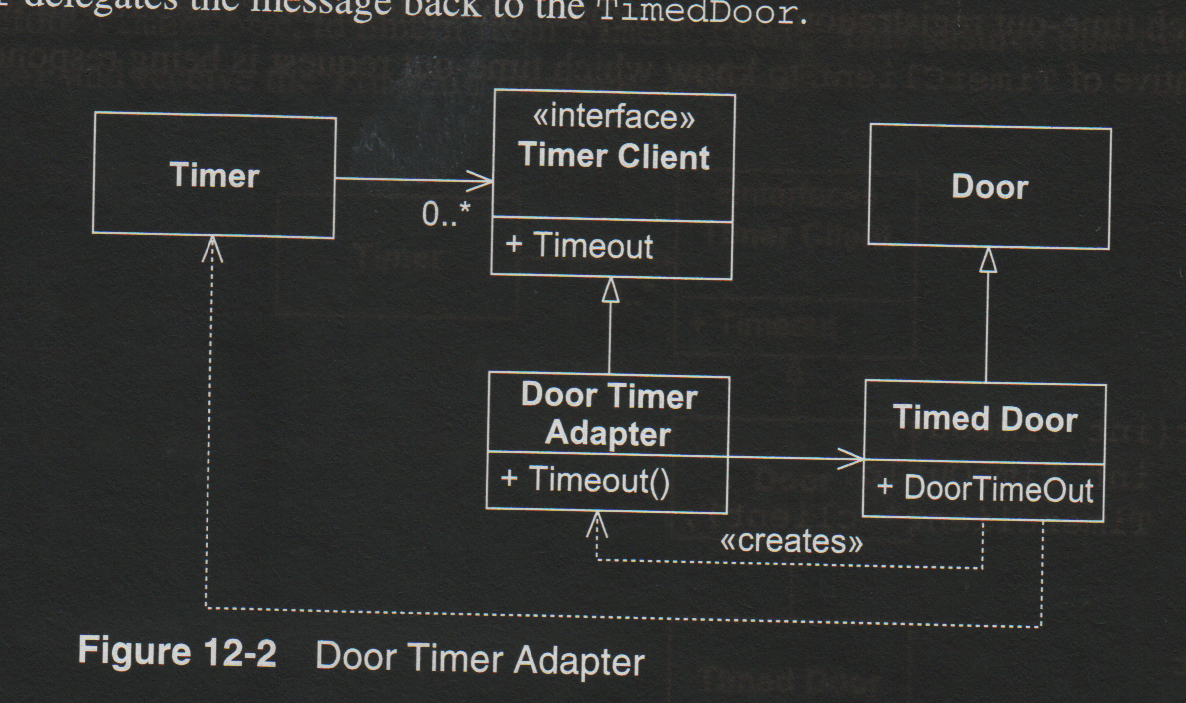 r delegates the message back to the TimedDoor.
«interface»
Timer Client
+ Timeout
Timer
0..*
Door
Door Timer
Adapter
+ Timeout()
Timed Door
+ DoorTimeOut
«creates»
Figure 12-2 Door Timer Adapter